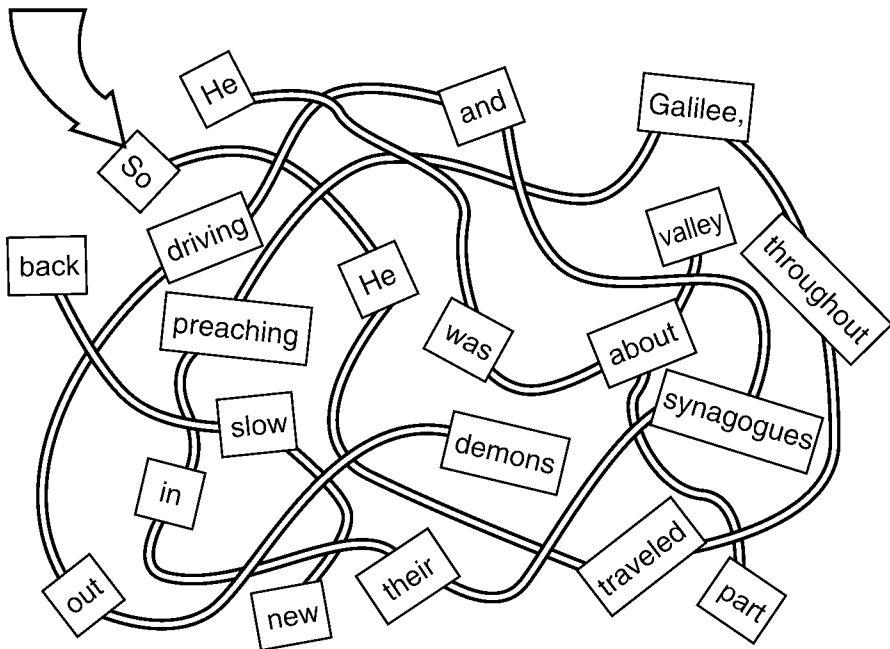 He
and
Galilee,
So
driving
valley
back
He
throughout
preaching
was
about
slow
synagogues
demons
in
their
traveled
out
new
part